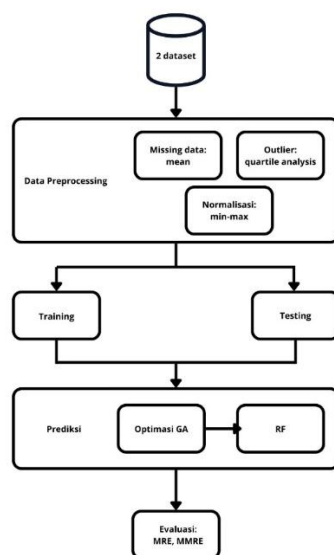 2 dataset
Missing data:
mean
Outlier:
quartile analysis
Data Preprocessing
Normalisasi:
min-max
Training
Testing
Prediksi
Optimasi GA
RF
Evaluasi:
MRE, MMRE